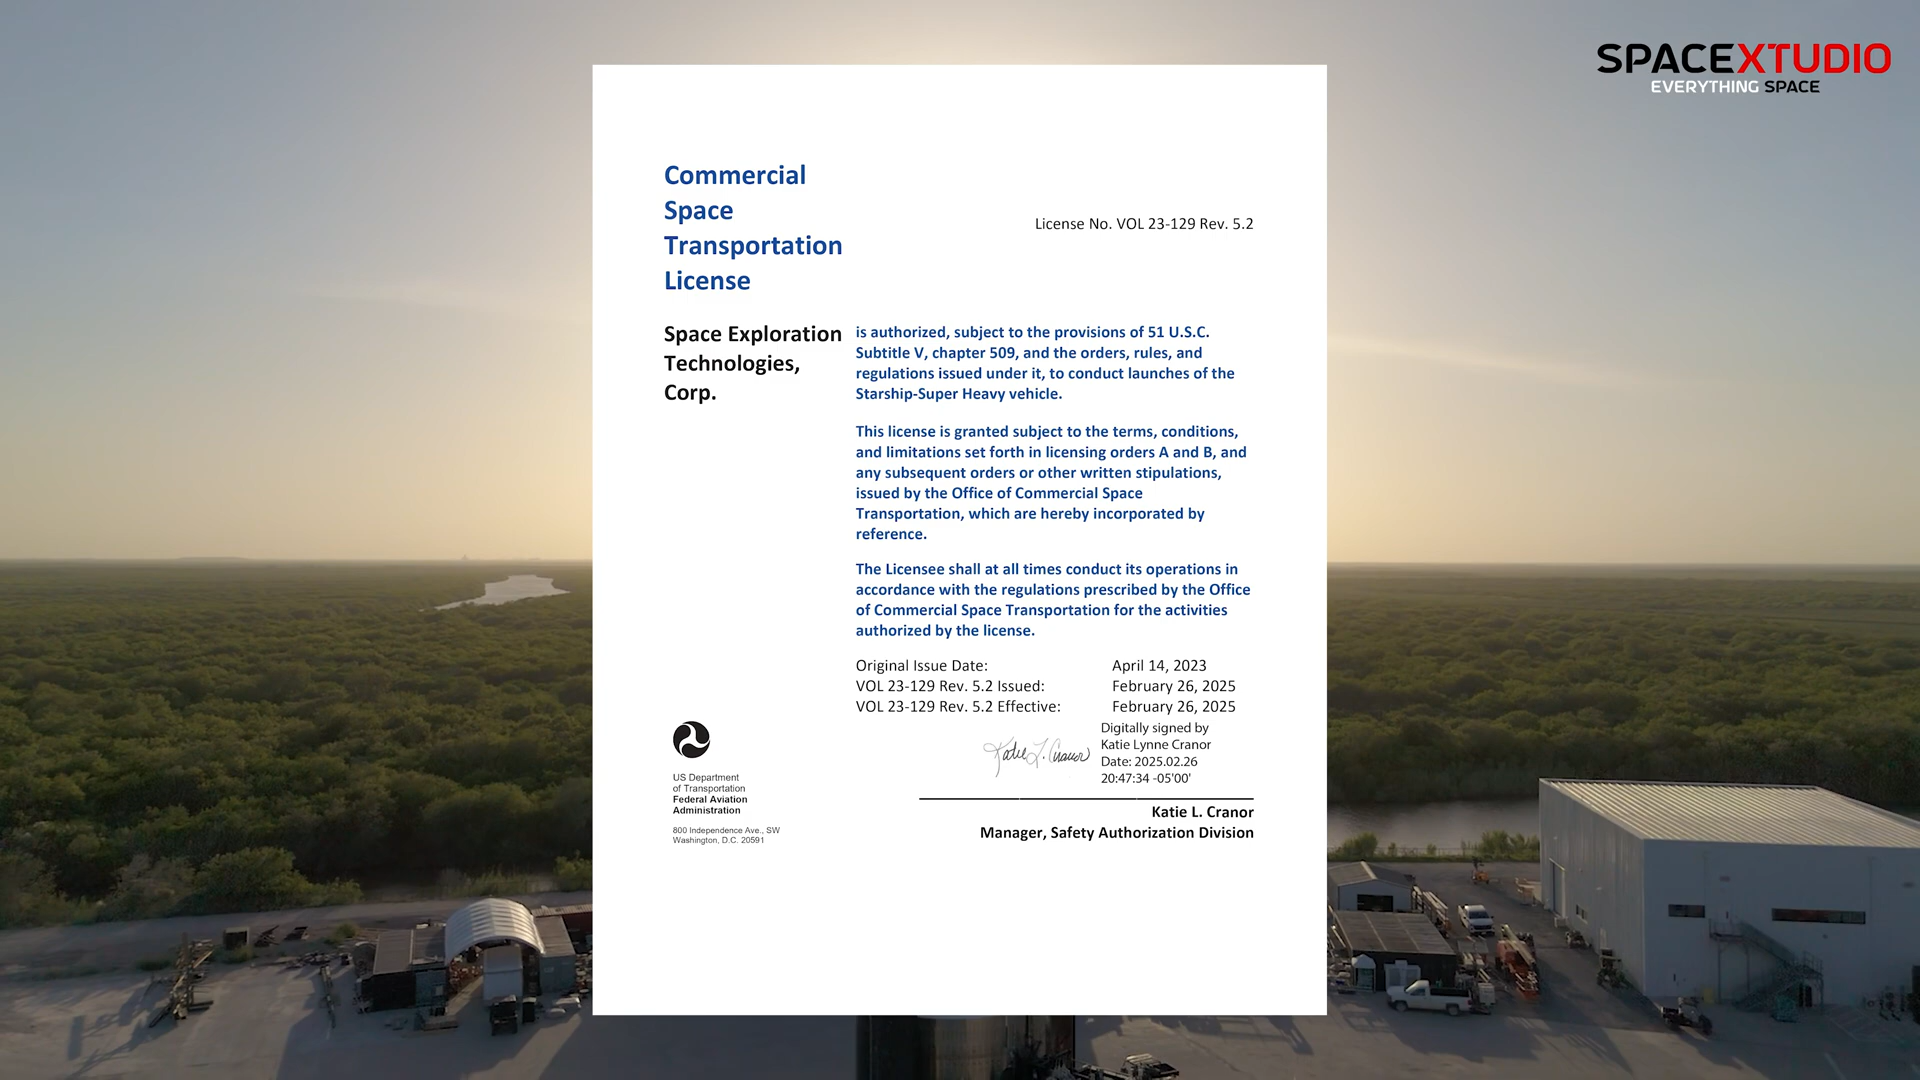 SPACEXTUDIO
EVERYTHING SPACE
Commercial
Space
Transportation
License
License No. VOL 23-129 Rev. 5.2
Space Exploration
Technologies,
Corp.
is authorized, subject to the provisions of 51 U.S.C.
Subtitle V, chapter 509, and the orders, rules, and
regulations issued under it, to conduct launches of the
Starship-Super Heavy vehicle.
This license is granted subject to the terms, conditions,
and limitations set forth in licensing orders A and B, and
any subsequent orders or other written stipulations,
issued by the Office of Commercial Space
Transportation, which are hereby incorporated by
reference.
The Licensee shall at all times conduct its operations in
accordance with the regulations prescribed by the Office
of Commercial Space Transportation for the activities
authorized by the license.
Original Issue Date: April 14, 2023
VOL 23-129 Rev. 5.2 Issued: February 26, 2025
VOL 23-129 Rev. 5.2 Effective: February 26, 2025
Katie L. Cranor
Digitally signed by
Katie Lynne Cranor
Date: 2025.02.26
20:47:34 -05'00'
Katie L. Cranor
Manager, Safety Authorization Division
US Department
of Transportation
Federal Aviation
Administration
800 Independence Ave., SW
Washington, D.C. 20591